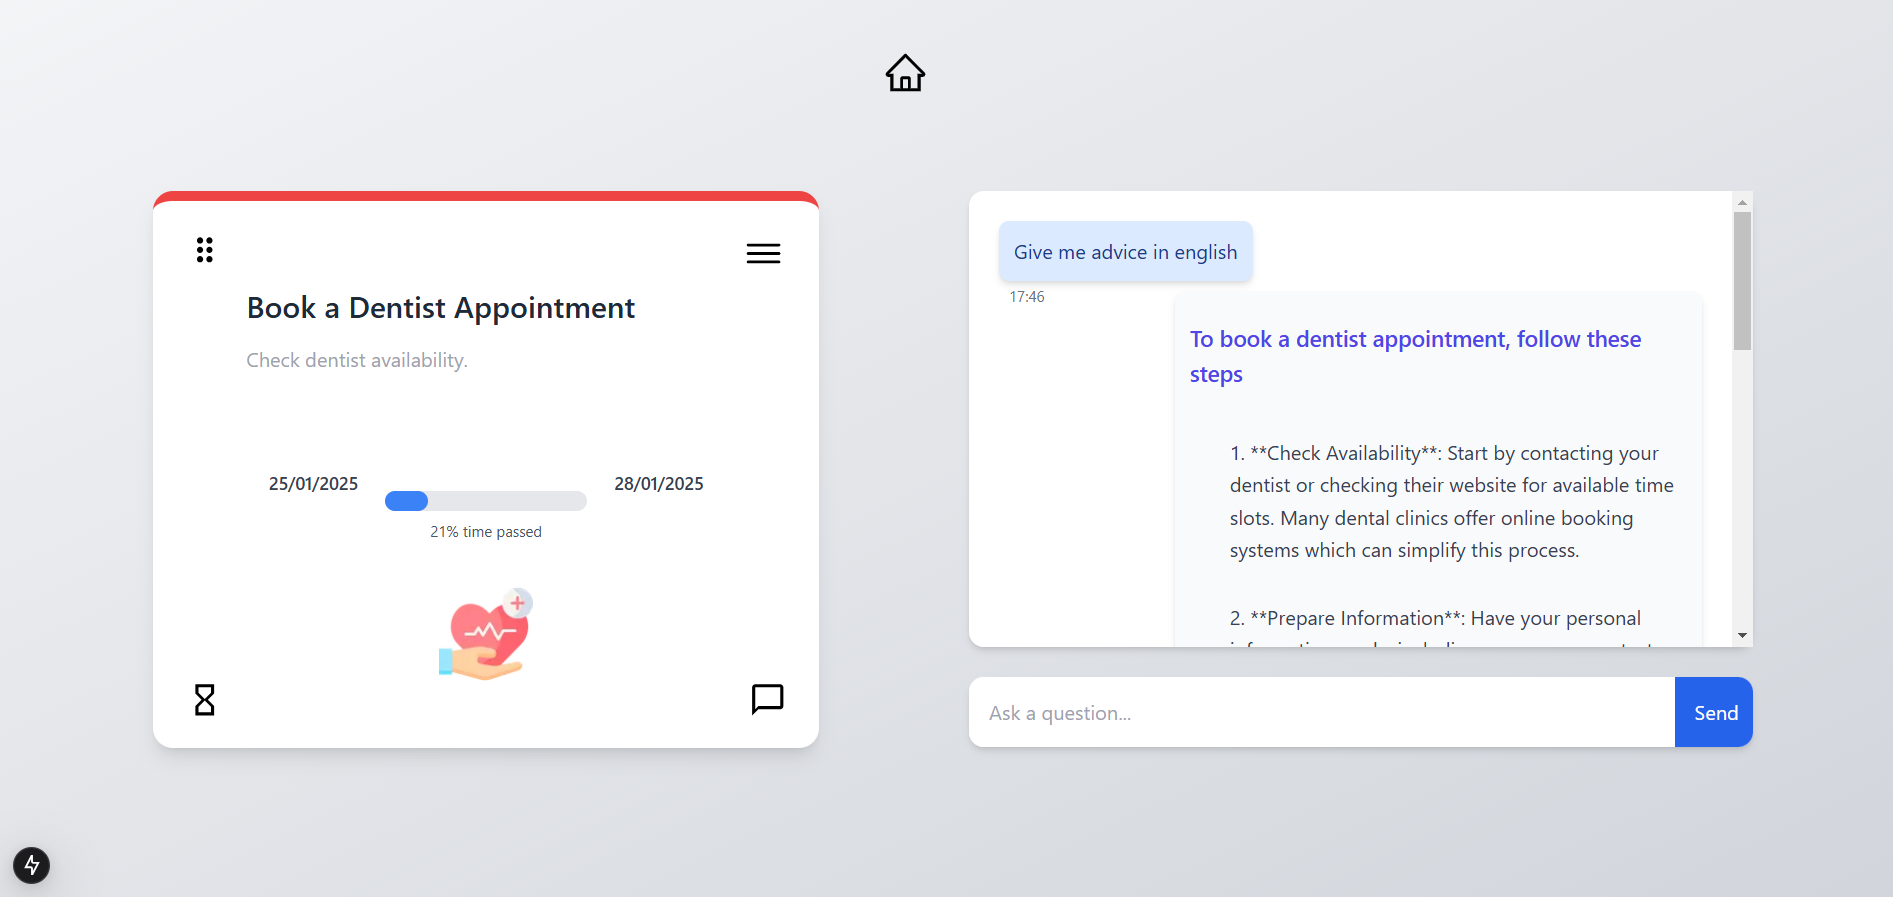 Book a Dentist Appointment
Check dentist availability.
25/01/2025
28/01/2025
21% time passed
Give me advice in english
17:46
To book a dentist appointment, follow these
steps
1. **Check Availability**: Start by contacting your
dentist or checking their website for available time
slots. Many dental clinics offer online booking
systems which can simplify this process.
2. **Prepare Information**: Have your personal
Ask a question...
Send